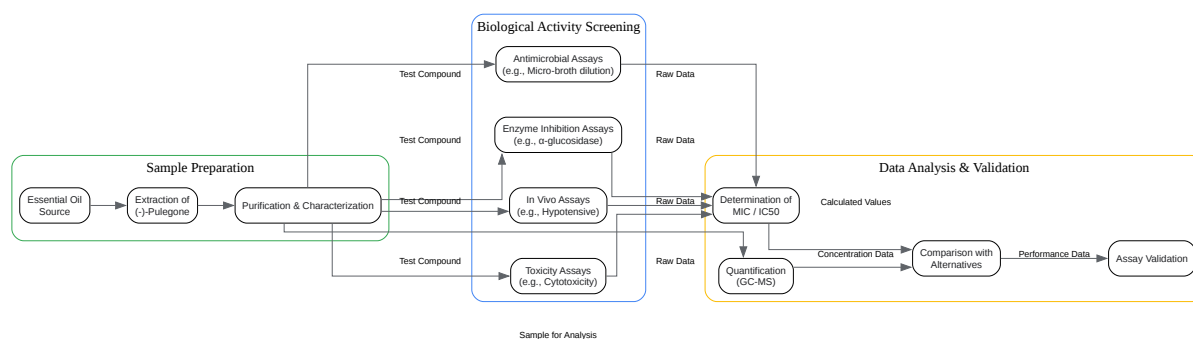 Biological Activity Screening
Antimicrobial Assays
(e.g., Micro-broth dilution)
Test Compound
Raw Data
Enzyme Inhibition Assays
(e.g., α-glucosidase)
Test Compound
Raw Data
Sample Preparation
Data Analysis & Validation
Essential Oil
Source
Extraction of
(-)-Pulegone
Purification & Characterization
Test Compound
In Vivo Assays
(e.g., Hypotensive)
Raw Data
Determination of
MIC / IC50
Calculated Values
Test Compound
Toxicity Assays
(e.g., Cytotoxicity)
Raw Data
Quantification
(GC-MS)
Concentration Data
Comparison with
Alternatives
Performance Data
Assay Validation
Sample for Analysis